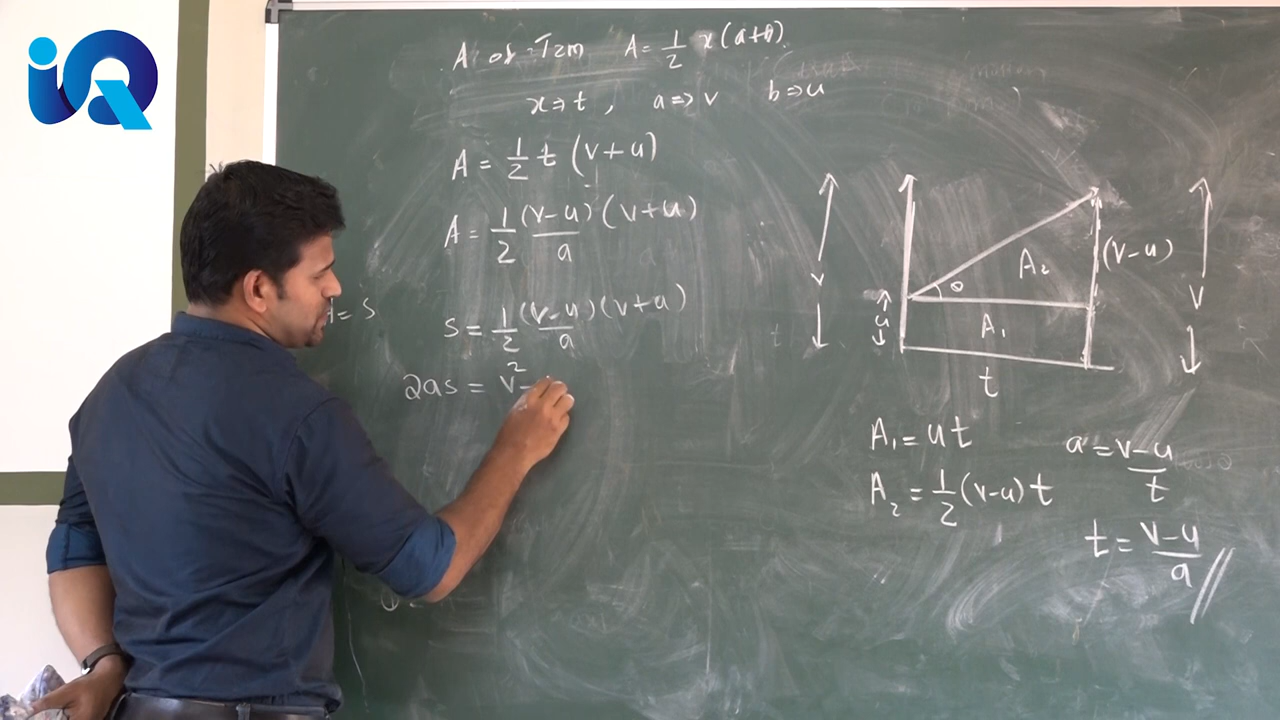 iQ
A of Tzm A = 1/2 x(a+b)
x ⇒ t , a ⇒ v b ⇒ u
A = 1/2 t (v+u)
A = 1/2 (v-u)/a (v+u)
= s
s = 1/2 (v-u)/a (v+u)
2as = v² -
v
u
θ
A₂
A₁
(v-u)
v
t
A₁ = ut
A₂ = 1/2 (v-u) t
a = v-u/t
t = v-u/a //